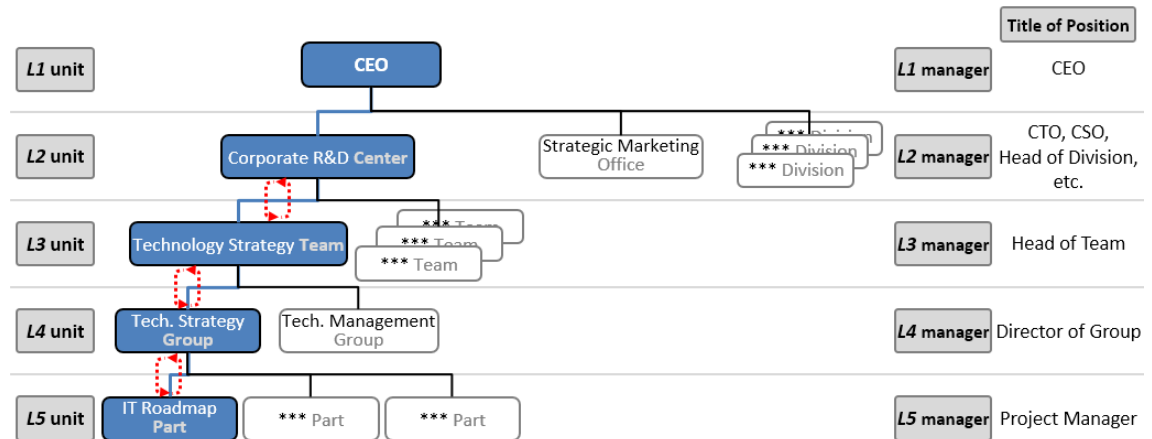 Title of Position
L1 unit
CEO
L1 manager
CEO
L2 unit
Corporate R&D Center
Strategic Marketing
Office
*** Division
*** Division
*** Division
L2 manager
CTO, CSO,
Head of Division,
etc.
L3 unit
Technology Strategy Team
*** Team
*** Team
*** Team
L3 manager
Head of Team
L4 unit
Tech. Strategy
Group
Tech. Management
Group
L4 manager
Director of Group
L5 unit
IT Roadmap
Part
*** Part
*** Part
L5 manager
Project Manager